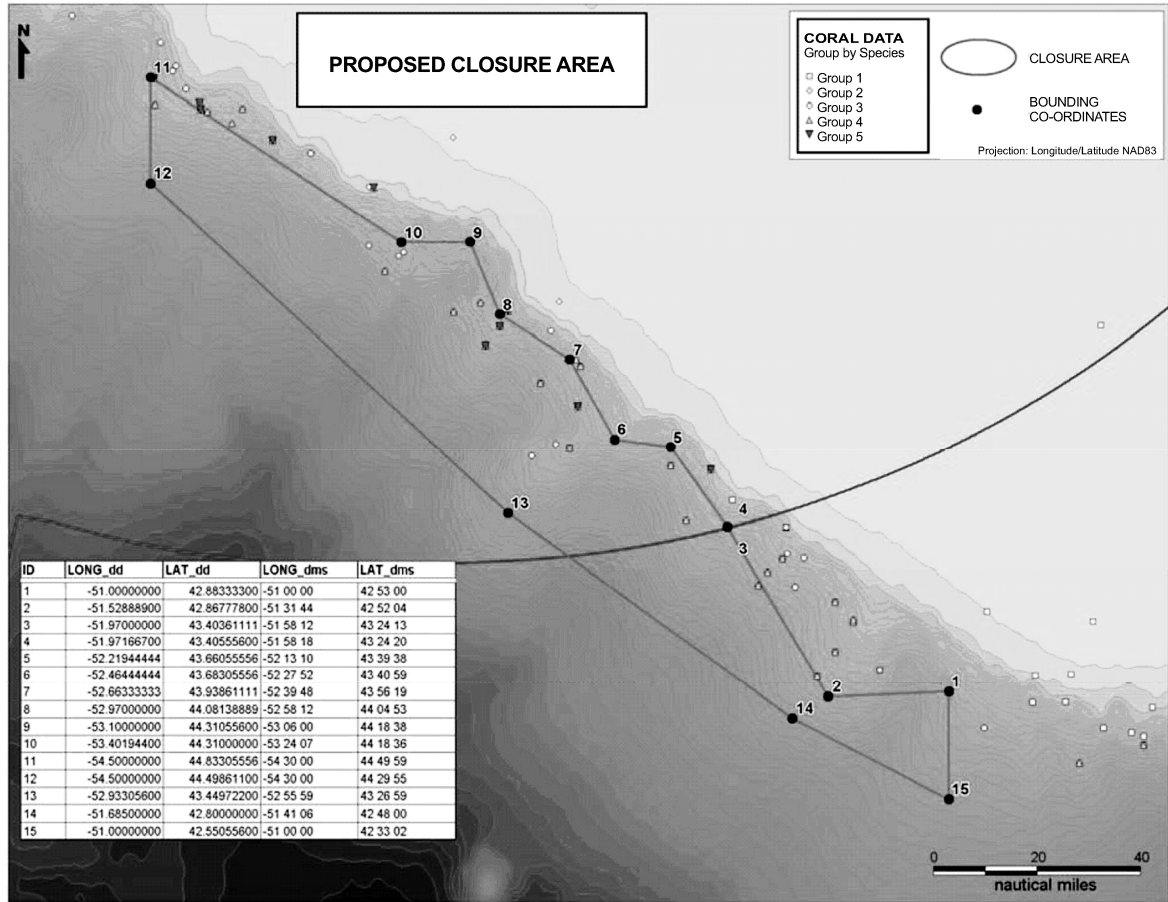 N
PROPOSED CLOSURE AREA
CORAL DATA
Group by Species
Group 1
Group 2
Group 3
Group 4
Group 5
CLOSURE AREA
BOUNDING
CO-ORDINATES
Projection: Longitude/Latitude NAD83
11
12
10
9
8
7
6
5
4
3
13
2
1
14
15
ID LONG_dd LAT_dd LONG_dms LAT_dms
1 -51.00000000 42.88333300 -51 00 00 42 53 00
2 -51.52888900 42.86777800 -51 31 44 42 52 04
3 -51.97000000 43.40361111 -51 58 12 43 24 13
4 -51.97166700 43.40555600 -51 58 18 43 24 20
5 -52.21944444 43.66055556 -52 13 10 43 39 38
6 -52.46444444 43.68305556 -52 27 52 43 40 59
7 -52.66333333 43.93861111 -52 39 48 43 56 19
8 -52.97000000 44.08138889 -52 58 12 44 04 53
9 -53.10000000 44.31055600 -53 06 00 44 18 38
10 -53.40194400 44.31000000 -53 24 07 44 18 36
11 -54.50000000 44.83305556 -54 30 00 44 49 59
12 -54.50000000 44.49861100 -54 30 00 44 29 55
13 -52.93305600 43.44972200 -52 55 59 43 26 59
14 -51.68500000 42.80000000 -51 41 06 42 48 00
15 -51.00000000 42.55055600 -51 00 00 42 33 02
0 20 40
nautical miles